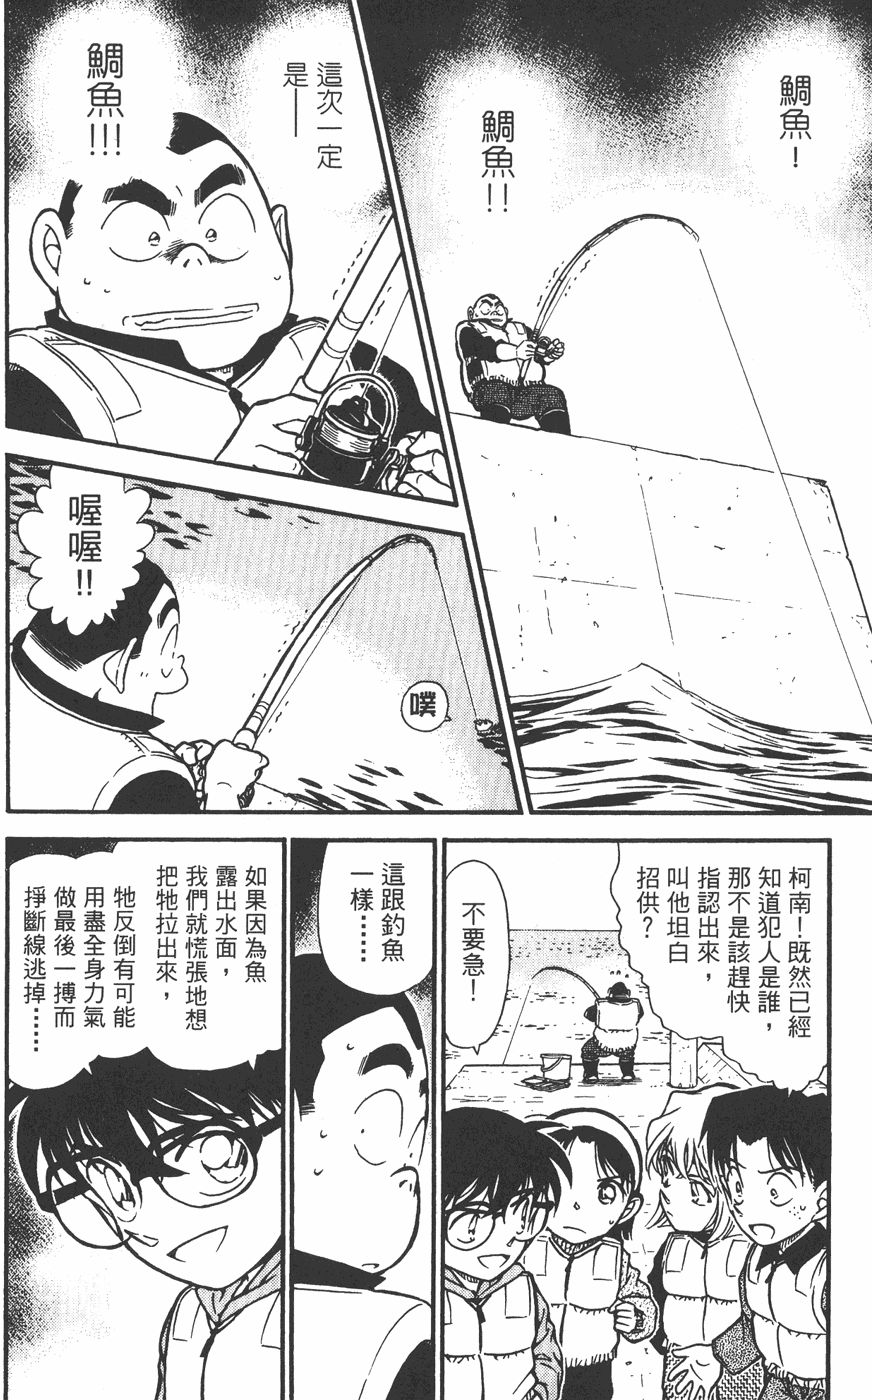 鯛魚！
鯛魚!!
這次一定
是——
鯛魚!!!
喔喔!!
噗
柯南！既然已經
知道犯人是誰，
那不是該趕快
指認出來，
叫他坦白
招供？
不要急！
這跟釣魚
一樣……
如果因為魚
露出水面，
我們就慌張地想
把牠拉出來，
牠反倒有可能
用盡全身力氣
做最後一搏而
掙斷線逃掉……